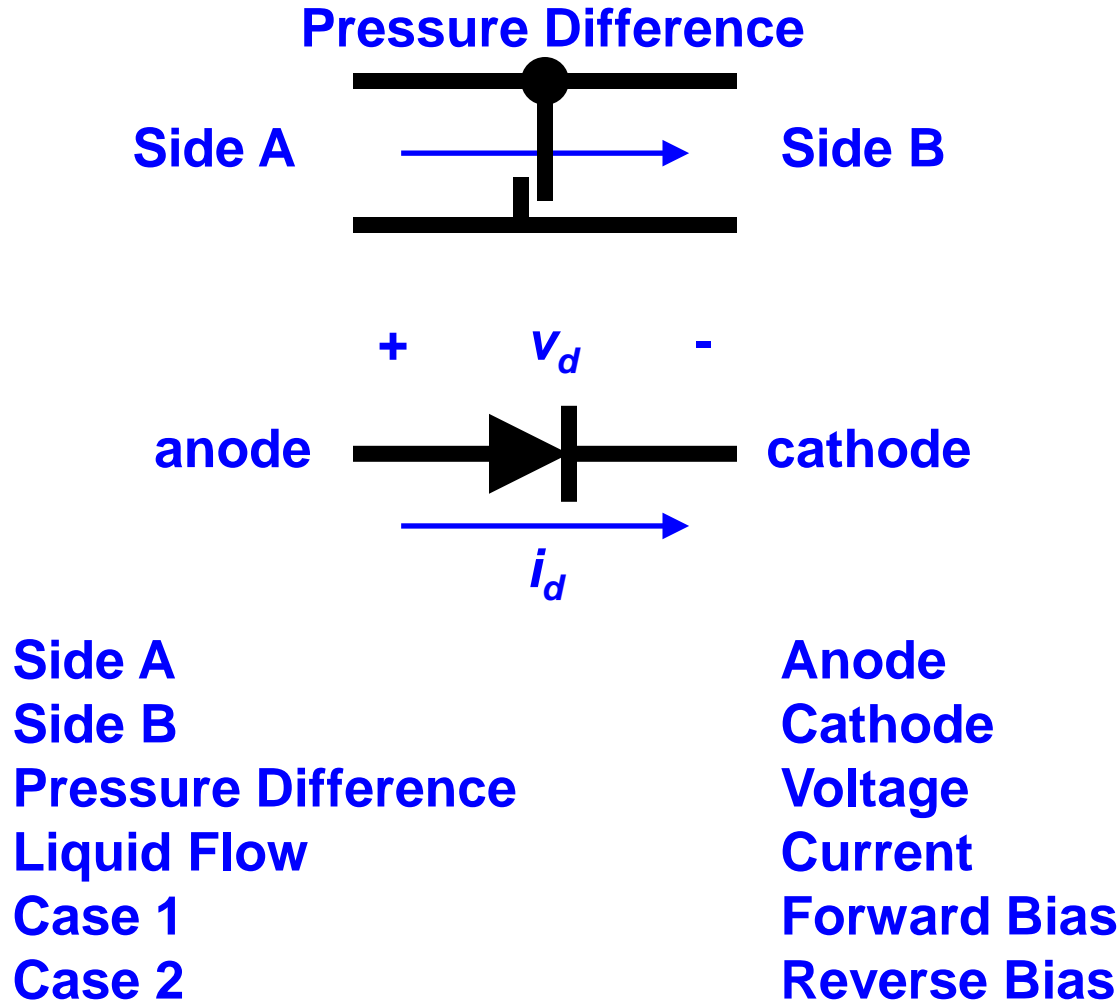 Pressure Difference
Side A Side B
+ v_d -
anode cathode
i_d
Side A Anode
Side B Cathode
Pressure Difference Voltage
Liquid Flow Current
Case 1 Forward Bias
Case 2 Reverse Bias